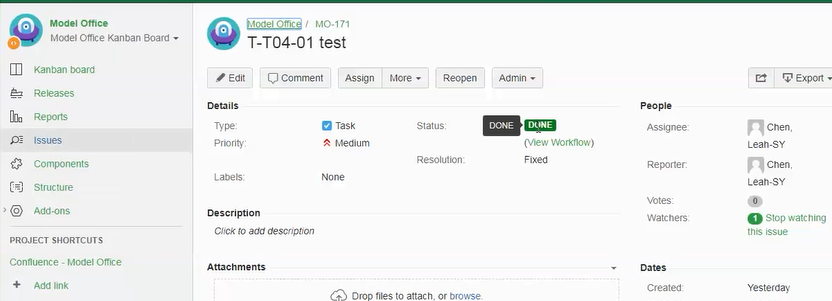 Model Office
Model Office Kanban Board
Kanban board
Releases
Reports
Issues
Components
Structure
Add-ons
PROJECT SHORTCUTS
Confluence - Model Office
+ Add link
Model Office / MO-171
T-T04-01 test
Edit Comment Assign More Reopen Admin Export
Details
Type: Task Status: DONE DONE
Priority: Medium (View Workflow)
Resolution: Fixed
Labels: None
Description
Click to add description
Attachments
Drop files to attach, or browse.
People
Assignee: Chen,
Leah-SY
Reporter: Chen,
Leah-SY
Votes: 0
Watchers: 1 Stop watching
this issue
Dates
Created: Yesterday